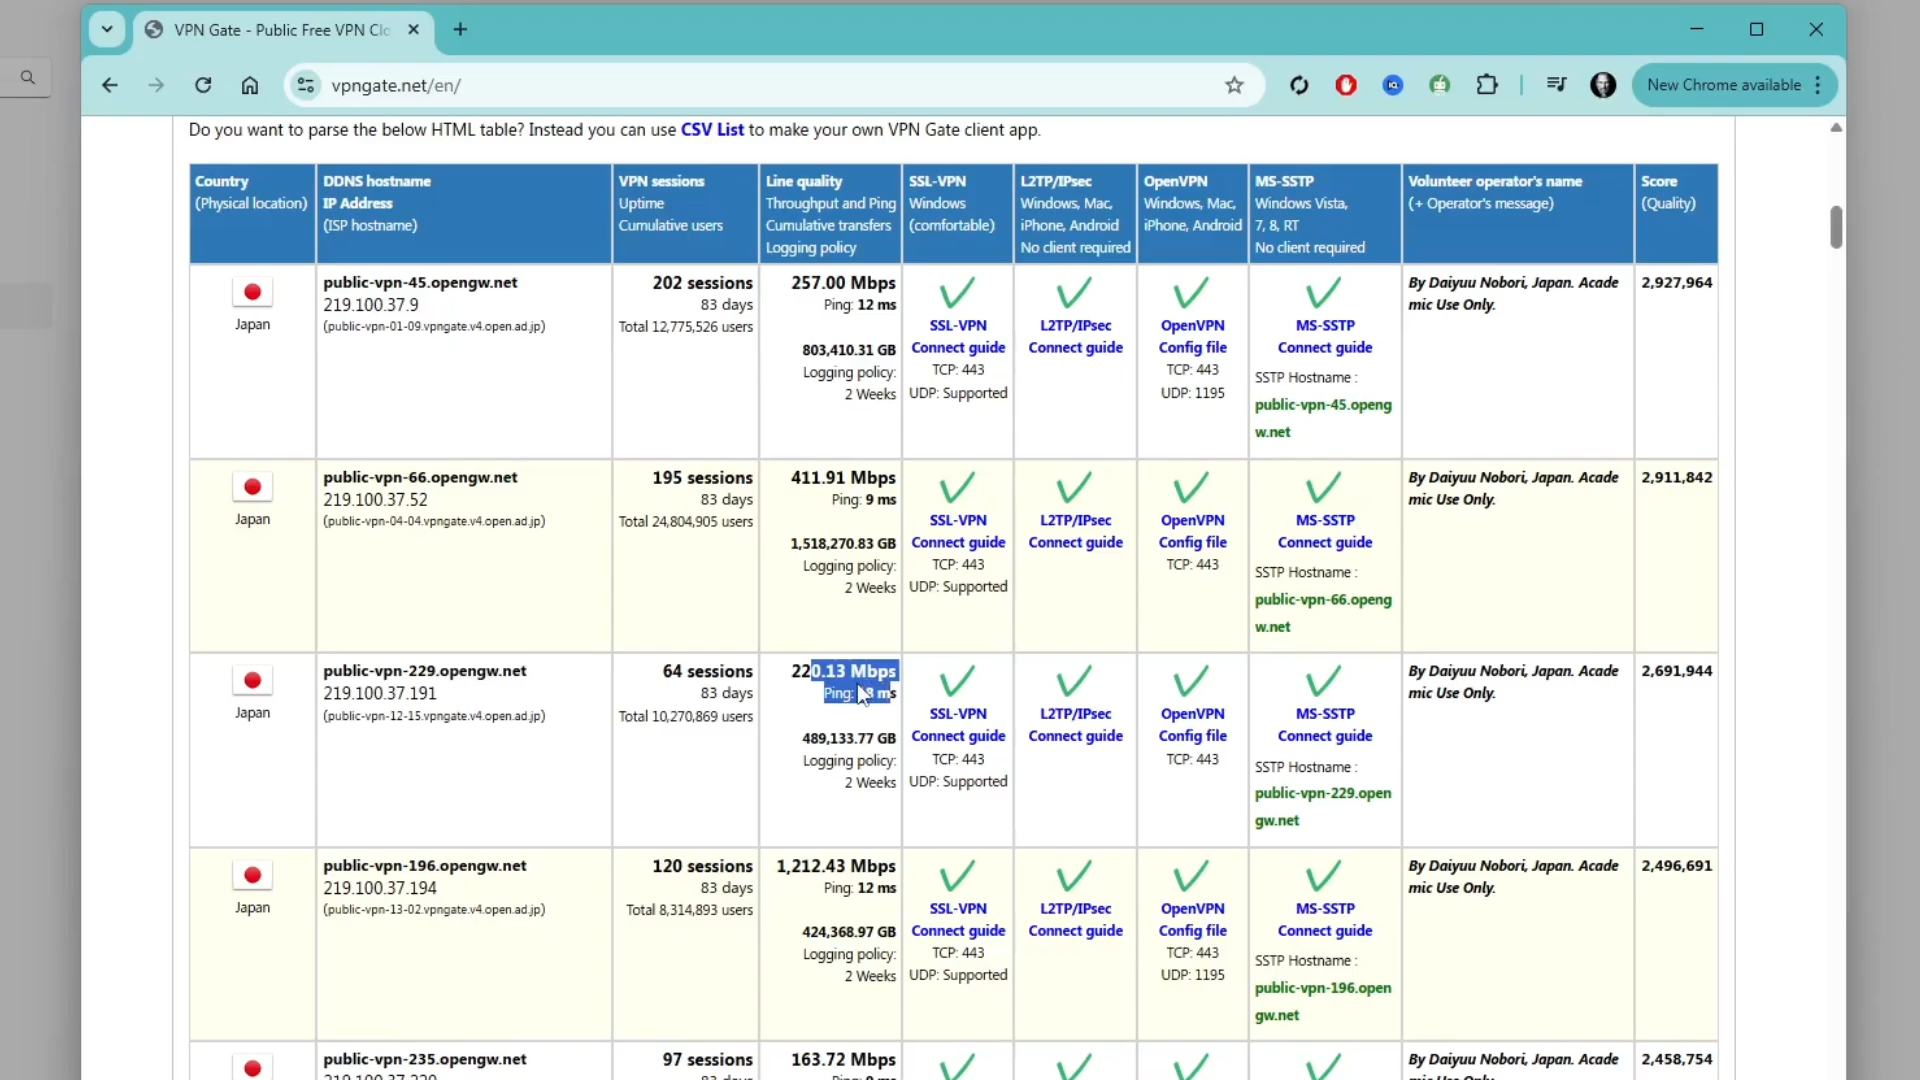 VPN Gate - Public Free VPN Clo
vpngate.net/en/
New Chrome available
Do you want to parse the below HTML table? Instead you can use CSV List to make your own VPN Gate client app.
Country
(Physical location)
DDNS hostname
IP Address
(ISP hostname)
VPN sessions
Uptime
Cumulative users
Line quality
Throughput and Ping
Cumulative transfers
Logging policy
SSL-VPN
Windows
(comfortable)
L2TP/IPsec
Windows, Mac,
iPhone, Android
No client required
OpenVPN
Windows, Mac,
iPhone, Android
MS-SSTP
Windows Vista,
7, 8, RT
No client required
Volunteer operator's name
(+ Operator's message)
Score
(Quality)
Japan
public-vpn-45.opengw.net
219.100.37.9
(public-vpn-01-09.vpngate.v4.open.ad.jp)
202 sessions
83 days
Total 12,775,526 users
257.00 Mbps
Ping: 12 ms
803,410.31 GB
Logging policy:
2 Weeks
SSL-VPN
Connect guide
TCP: 443
UDP: Supported
L2TP/IPsec
Connect guide
OpenVPN
Config file
TCP: 443
UDP: 1195
MS-SSTP
Connect guide
SSTP Hostname :
public-vpn-45.openg
w.net
By Daiyuu Nobori, Japan. Acade
mic Use Only.
2,927,964
Japan
public-vpn-66.opengw.net
219.100.37.52
(public-vpn-04-04.vpngate.v4.open.ad.jp)
195 sessions
83 days
Total 24,804,905 users
411.91 Mbps
Ping: 9 ms
1,518,270.83 GB
Logging policy:
2 Weeks
SSL-VPN
Connect guide
TCP: 443
UDP: Supported
L2TP/IPsec
Connect guide
OpenVPN
Config file
TCP: 443
MS-SSTP
Connect guide
SSTP Hostname :
public-vpn-66.openg
w.net
By Daiyuu Nobori, Japan. Acade
mic Use Only.
2,911,842
Japan
public-vpn-229.opengw.net
219.100.37.191
(public-vpn-12-15.vpngate.v4.open.ad.jp)
64 sessions
83 days
Total 10,270,869 users
220.13 Mbps
Ping: ms
489,133.77 GB
Logging policy:
2 Weeks
SSL-VPN
Connect guide
TCP: 443
UDP: Supported
L2TP/IPsec
Connect guide
OpenVPN
Config file
TCP: 443
MS-SSTP
Connect guide
SSTP Hostname :
public-vpn-229.open
gw.net
By Daiyuu Nobori, Japan. Acade
mic Use Only.
2,691,944
Japan
public-vpn-196.opengw.net
219.100.37.194
(public-vpn-13-02.vpngate.v4.open.ad.jp)
120 sessions
83 days
Total 8,314,893 users
1,212.43 Mbps
Ping: 12 ms
424,368.97 GB
Logging policy:
2 Weeks
SSL-VPN
Connect guide
TCP: 443
UDP: Supported
L2TP/IPsec
Connect guide
OpenVPN
Config file
TCP: 443
UDP: 1195
MS-SSTP
Connect guide
SSTP Hostname :
public-vpn-196.open
gw.net
By Daiyuu Nobori, Japan. Acade
mic Use Only.
2,496,691
public-vpn-235.opengw.net
97 sessions
163.72 Mbps
By Daiyuu Nobori, Japan. Acade
2,458,754